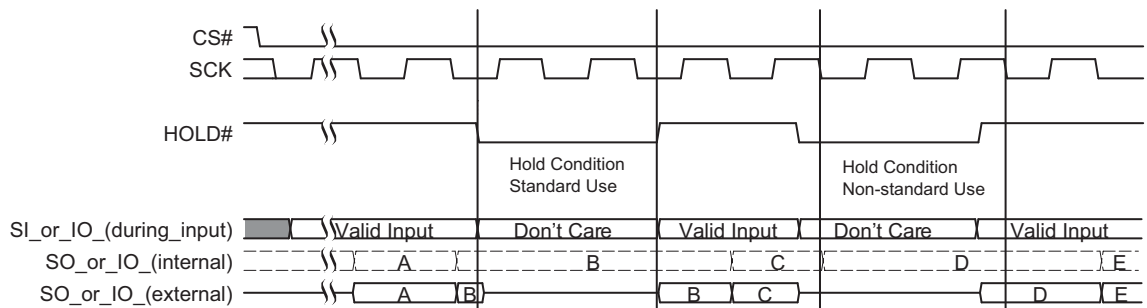 CS#
SCK
HOLD#
Hold Condition
Standard Use
Hold Condition
Non-standard Use
SI_or_IO_(during_input) Valid Input Don't Care Valid Input Don't Care Valid Input
SO_or_IO_(internal) A B C D E
SO_or_IO_(external) A B B C D E